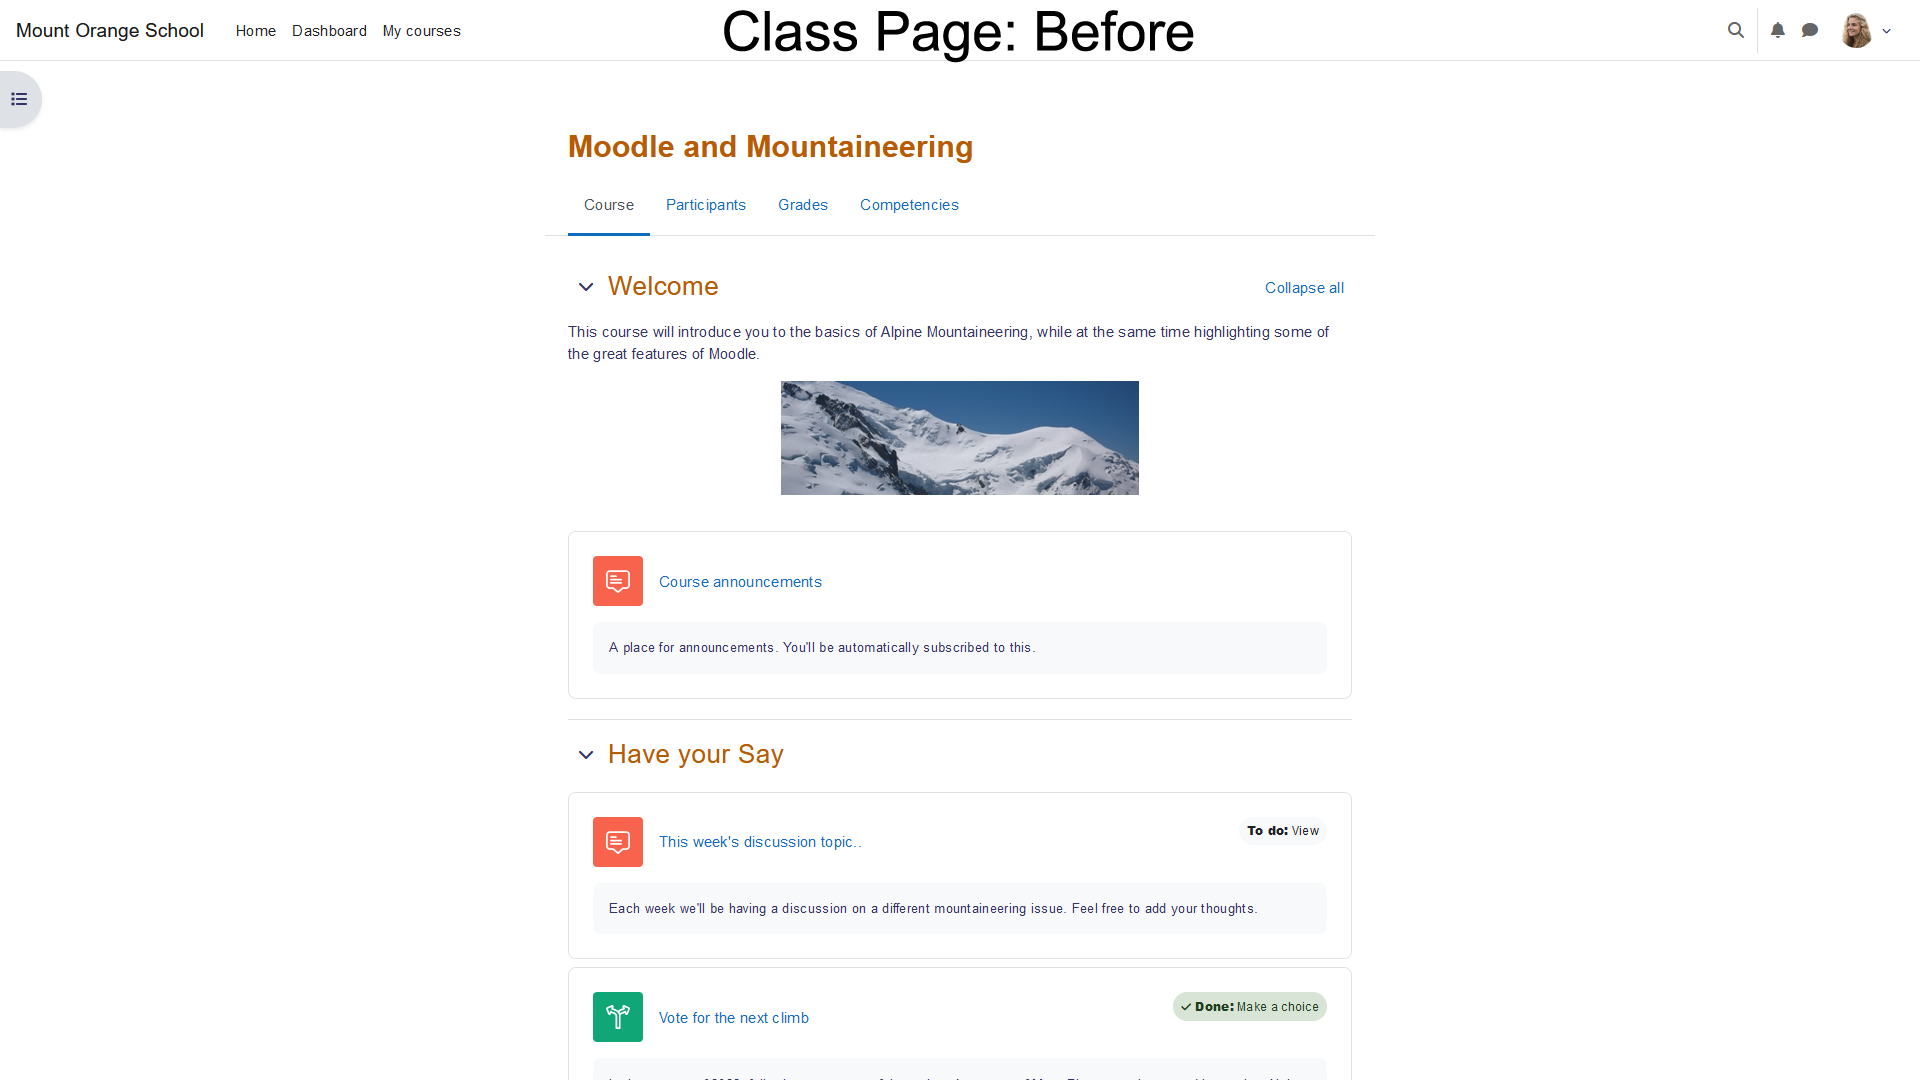 Mount Orange School
Home
Dashboard
My courses
Class Page: Before
Moodle and Mountaineering
Course
Participants
Grades
Competencies
Welcome
Collapse all
This course will introduce you to the basics of Alpine Mountaineering, while at the same time highlighting some of
the great features of Moodle.
Course announcements
A place for announcements. You'll be automatically subscribed to this.
Have your Say
This week's discussion topic..
To do: View
Each week we'll be having a discussion on a different mountaineering issue. Feel free to add your thoughts.
Vote for the next climb
Done: Make a choice